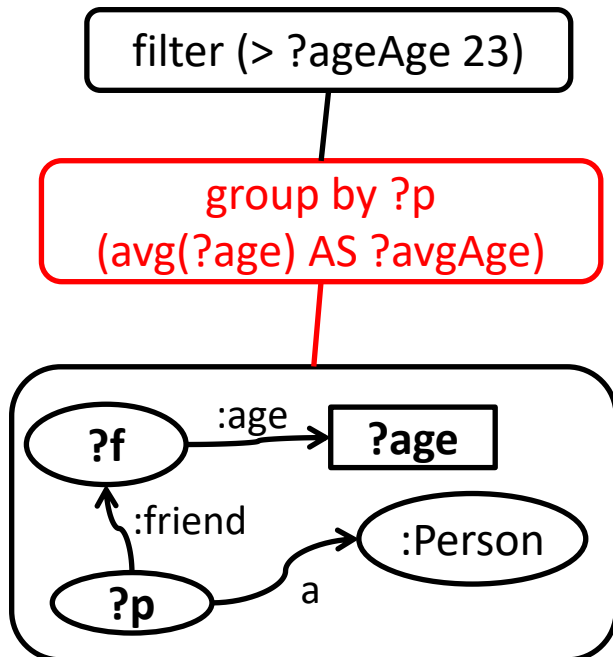 filter (> ?ageAge 23)
group by ?p
(avg(?age) AS ?avgAge)
:age
?f
?age
:friend
:Person
?p
a